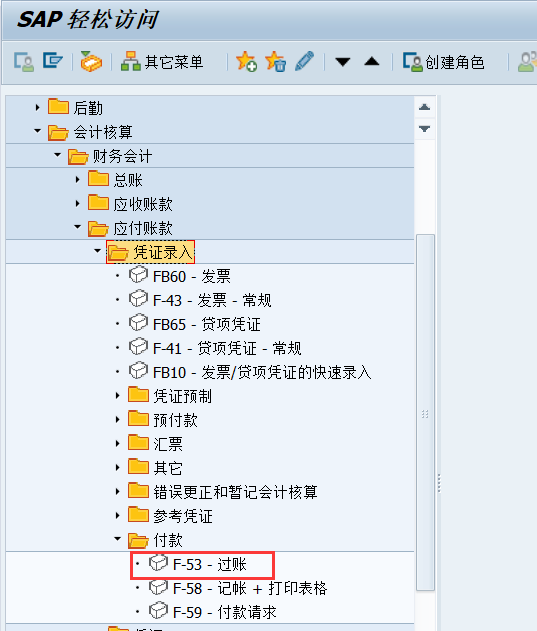 SAP 轻松访问
其它菜单 创建角色
后勤
会计核算
财务会计
总账
应收账款
应付账款
凭证录入
FB60 - 发票
F-43 - 发票 - 常规
FB65 - 贷项凭证
F-41 - 贷项凭证 - 常规
FB10 - 发票/贷项凭证的快速录入
凭证预制
预付款
汇票
其它
错误更正和暂记会计核算
参考凭证
付款
F-53 - 过账
F-58 - 记帐 + 打印表格
F-59 - 付款请求